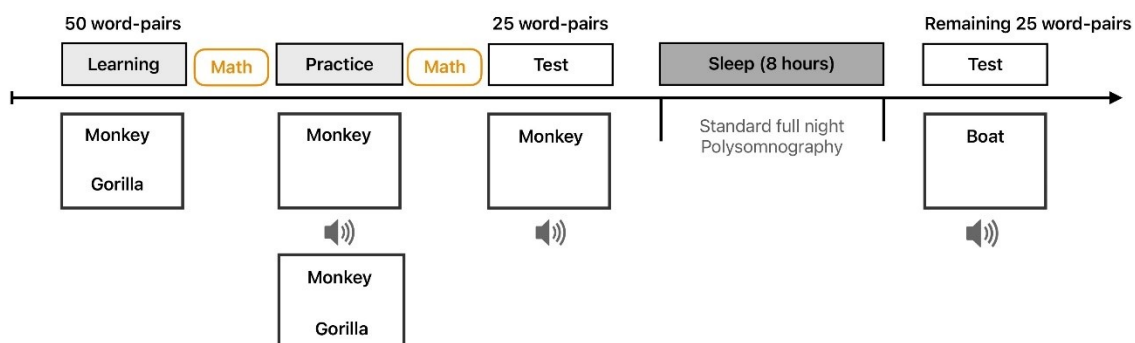 50 word-pairs
25 word-pairs
Remaining 25 word-pairs
Learning
Math
Practice
Math
Test
Sleep (8 hours)
Test
Monkey
Gorilla
Monkey
Monkey
Standard full night
Polysomnography
Boat
Monkey
Gorilla